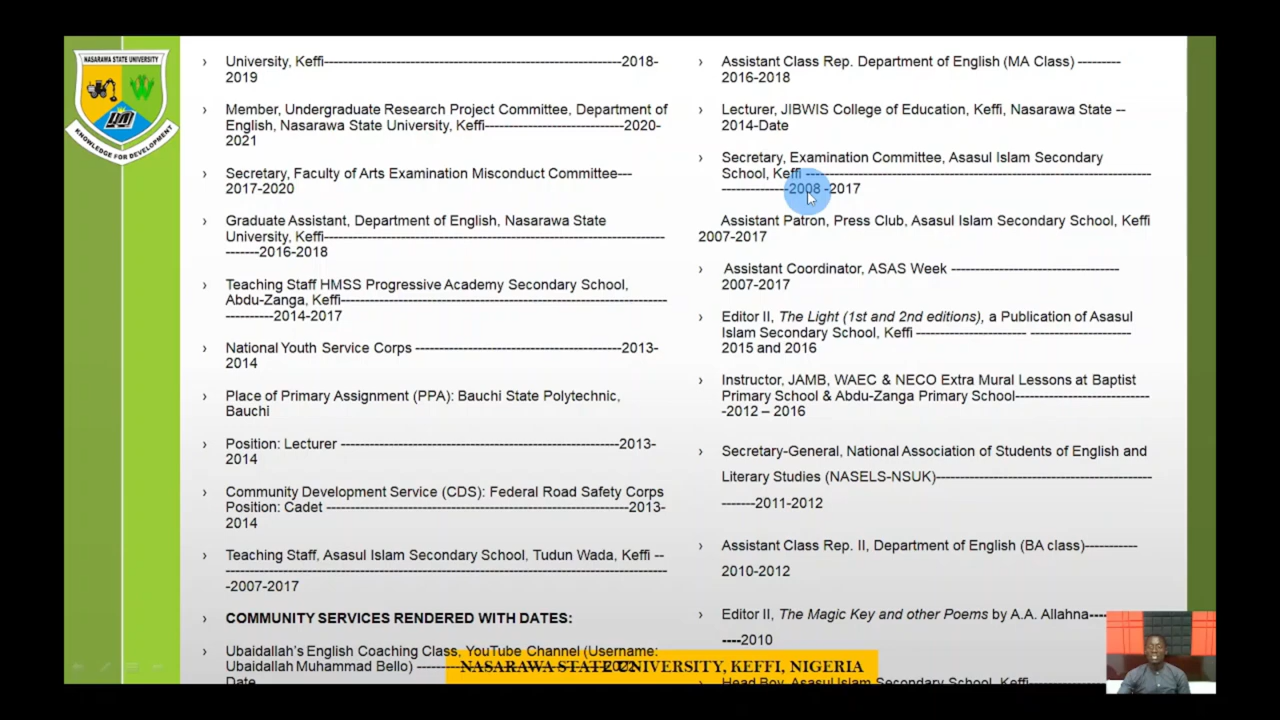 NASARAWA STATE UNIVERSITY
KNOWLEDGE FOR DEVELOPMENT
University, Keffi--------------------------------------------------2018-
2019
Member, Undergraduate Research Project Committee, Department of
English, Nasarawa State University, Keffi-----------------------2020-
2021
Secretary, Faculty of Arts Examination Misconduct Committee---
2017-2020
Graduate Assistant, Department of English, Nasarawa State
University, Keffi---------------------------------------------------------
-------2016-2018
Teaching Staff HMSS Progressive Academy Secondary School,
Abdu-Zanga, Keffi-------------------------------------------------------
----------2014-2017
National Youth Service Corps -----------------------------------2013-
2014
Place of Primary Assignment (PPA): Bauchi State Polytechnic,
Bauchi
Position: Lecturer -----------------------------------------------2013-
2014
Community Development Service (CDS): Federal Road Safety Corps
Position: Cadet ---------------------------------------------------2013-
2014
Teaching Staff, Asasul Islam Secondary School, Tudun Wada, Keffi --
--------------------------------------------------------------------------
-2007-2017
COMMUNITY SERVICES RENDERED WITH DATES:
Ubaidallah's English Coaching Class, YouTube Channel (Username:
Ubaidallah Muhammad Bello) --------------------------------2022-
Date
Assistant Class Rep. Department of English (MA Class) ---------
2016-2018
Lecturer, JIBWIS College of Education, Keffi, Nasarawa State --
2014-Date
Secretary, Examination Committee, Asasul Islam Secondary
School, Keffi ----------------------------------------------------------
-----------2008 -2017
Assistant Patron, Press Club, Asasul Islam Secondary School, Keffi
2007-2017
Assistant Coordinator, ASAS Week ----------------------------
2007-2017
Editor II, The Light (1st and 2nd editions), a Publication of Asasul
Islam Secondary School, Keffi ------------------- -----------------
2015 and 2016
Instructor, JAMB, WAEC & NECO Extra Mural Lessons at Baptist
Primary School & Abdu-Zanga Primary School-----------------------
-2012 – 2016
Secretary-General, National Association of Students of English and
Literary Studies (NASELS-NSUK)------------------------------------
-------2011-2012
Assistant Class Rep. II, Department of English (BA class)---------
2010-2012
Editor II, The Magic Key and other Poems by A.A. Allahna----
----2010
Head Boy, Asasul Islam Secondary School, Keffi-----------------
NASARAWA STATE UNIVERSITY, KEFFI, NIGERIA